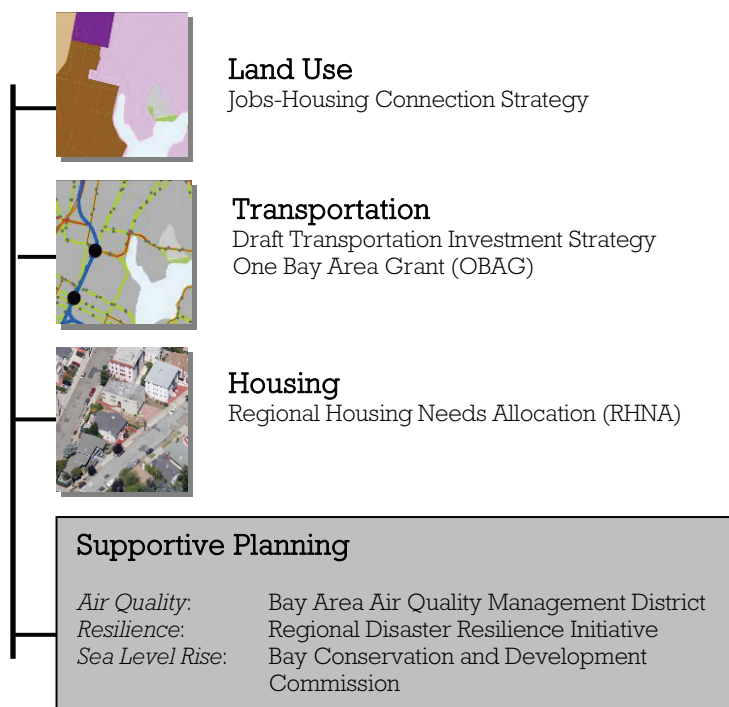 Land Use
Jobs-Housing Connection Strategy
Transportation
Draft Transportation Investment Strategy
One Bay Area Grant (OBAG)
Housing
Regional Housing Needs Allocation (RHNA)
Supportive Planning
Air Quality: Bay Area Air Quality Management District
Resilience: Regional Disaster Resilience Initiative
Sea Level Rise: Bay Conservation and Development
Commission